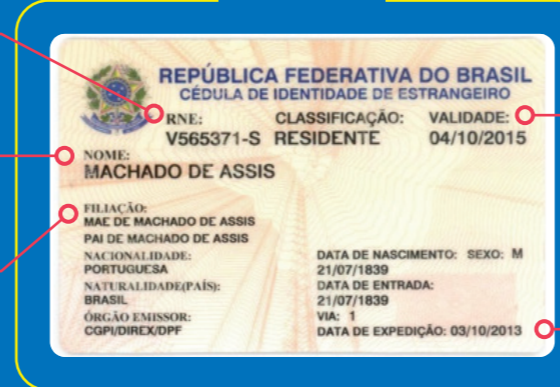 REPÚBLICA FEDERATIVA DO BRASIL
CÉDULA DE IDENTIDADE DE ESTRANGEIRO
RNE: CLASSIFICAÇÃO: VALIDADE:
V565371-S RESIDENTE 04/10/2015
NOME:
MACHADO DE ASSIS
FILIAÇÃO:
MAE DE MACHADO DE ASSIS
PAI DE MACHADO DE ASSIS
NACIONALIDADE: DATA DE NASCIMENTO: SEXO: M
PORTUGUESA 21/07/1839
NATURALIDADE(PAÍS): DATA DE ENTRADA:
BRASIL 21/07/1839
ÓRGÃO EMISSOR: VIA: 1
CGPI/DIREX/DPF DATA DE EXPEDIÇÃO: 03/10/2013